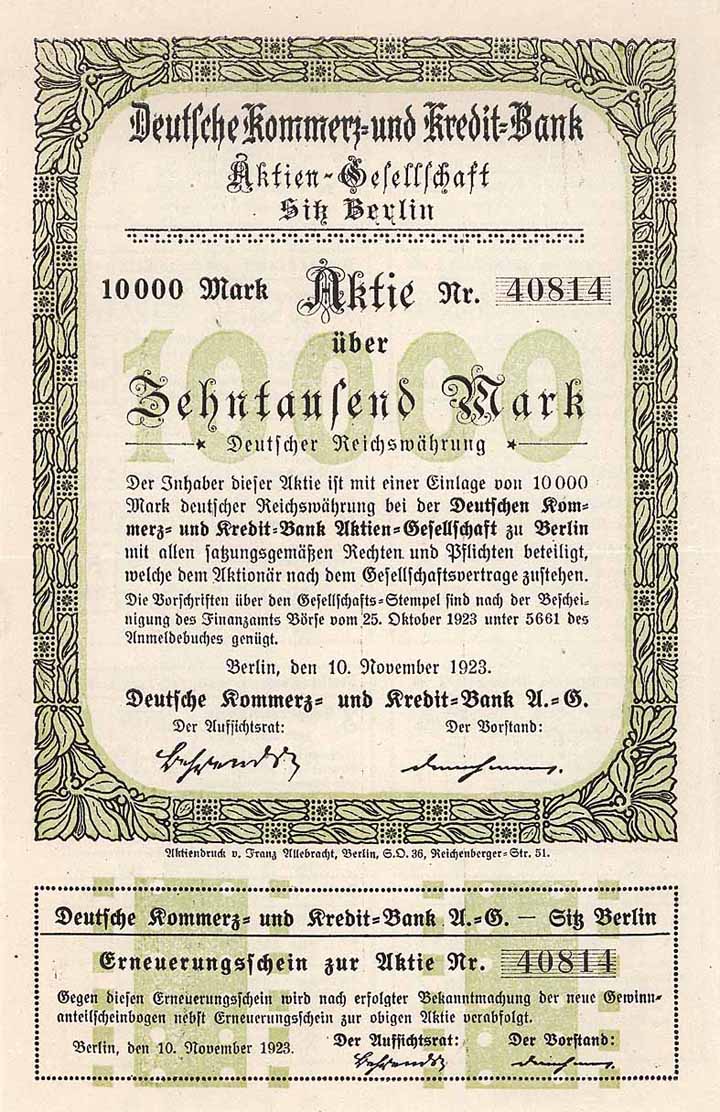 Deutsche Kommerz- und Kredit-Bank
Aktien-Gesellschaft
Sitz Berlin
10000 Mark Aktie Nr. 40814
über
10000
Zehntausend Mark
Deutscher Reichswährung
Der Inhaber dieser Aktie ist mit einer Einlage von 10000
Mark deutscher Reichswährung bei der Deutschen Kom-
merz- und Kredit-Bank Aktien-Gesellschaft zu Berlin
mit allen satzungsgemäßen Rechten und Pflichten beteiligt,
welche dem Aktionär nach dem Gesellschaftsvertrage zustehen.
Die Vorschriften über den Gesellschafts-Stempel sind nach der Beschei-
nigung des Finanzamts Börse vom 25. Oktober 1923 unter 5661 des
Anmeldebuches genügt.
Berlin, den 10. November 1923.
Deutsche Kommerz- und Kredit-Bank A.-G.
Der Aufsichtsrat: Der Vorstand:
Aktiendruck v. Franz Allebracht, Berlin, S.O. 36, Reichenberger-Str. 51.
Deutsche Kommerz- und Kredit-Bank A.-G. — Sitz Berlin
Erneuerungsschein zur Aktie Nr. 40814
Gegen diesen Erneuerungsschein wird nach erfolgter Bekanntmachung der neue Gewinn-
anteilscheinbogen nebst Erneuerungsschein zur obigen Aktie verabfolgt.
Berlin, den 10. November 1923. Der Aufsichtsrat: Der Vorstand: